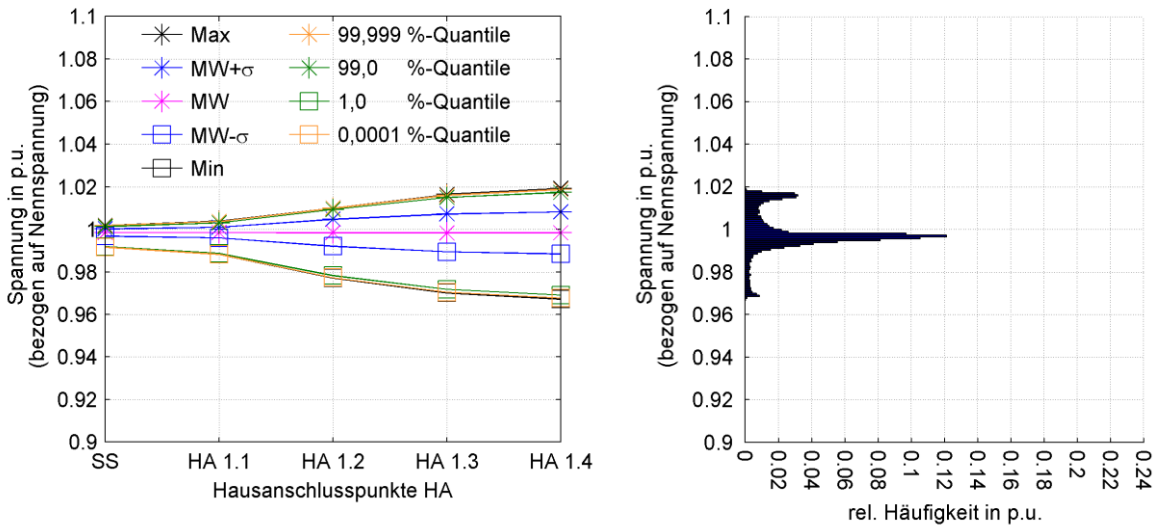 Spannung in p.u.
(bezogen auf Nennspannung)
1.1
1.08
1.06
1.04
1.02
1
0.98
0.96
0.94
0.92
0.9
Max
MW+σ
MW
MW-σ
Min
99,999 %-Quantile
99,0 %-Quantile
1,0 %-Quantile
0,0001 %-Quantile
SS
HA 1.1
HA 1.2
HA 1.3
HA 1.4
Hausanschlusspunkte HA
Spannung in p.u.
(bezogen auf Nennspannung)
1.1
1.08
1.06
1.04
1.02
1
0.98
0.96
0.94
0.92
0.9
0
0.02
0.04
0.06
0.08
0.1
0.12
0.14
0.16
0.18
0.2
0.22
0.24
rel. Häufigkeit in p.u.